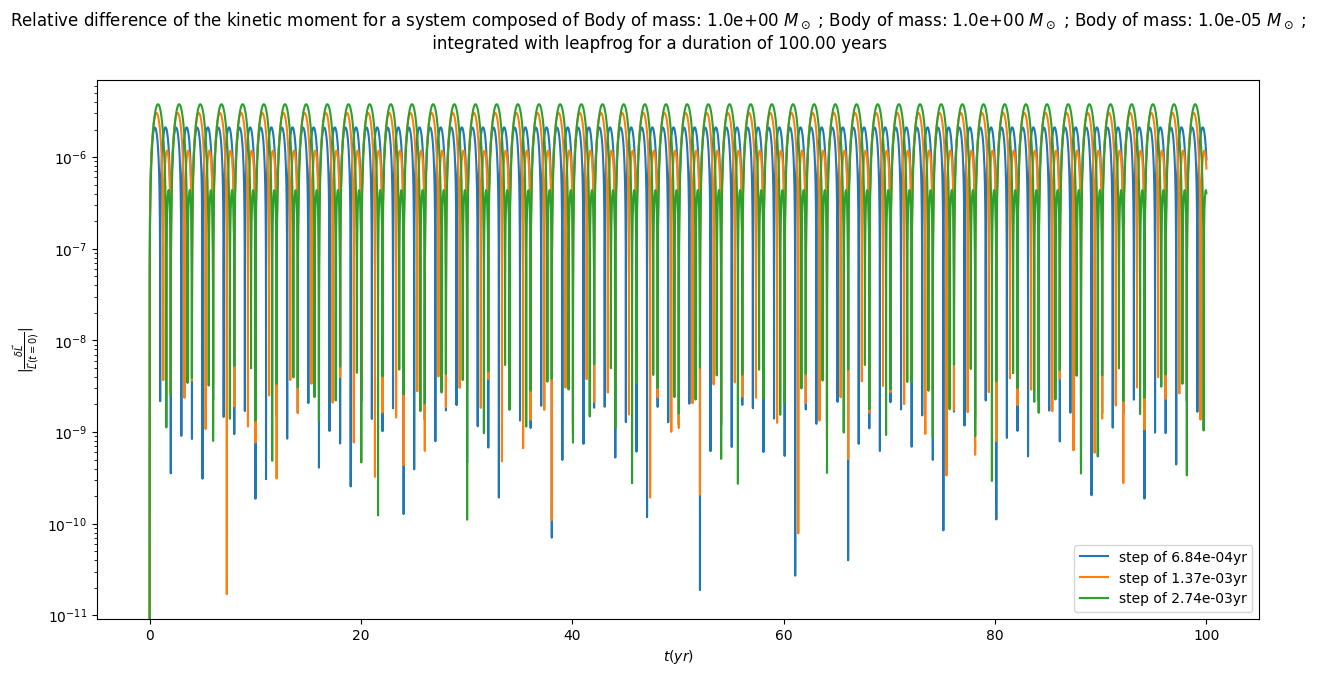 Relative difference of the kinetic moment for a system composed of Body of mass: 1.0e+00 $M_\odot$ ; Body of mass: 1.0e+00 $M_\odot$ ; Body of mass: 1.0e-05 $M_\odot$ ;
integrated with leapfrog for a duration of 100.00 years
$10^{-6}$
$10^{-7}$
$10^{-8}$
$10^{-9}$
$10^{-10}$
$10^{-11}$
$|\frac{\delta \vec{L}}{\vec{L}(t=0)}|$
step of 6.84e-04yr
step of 1.37e-03yr
step of 2.74e-03yr
0 20 40 60 80 100
$t(yr)$